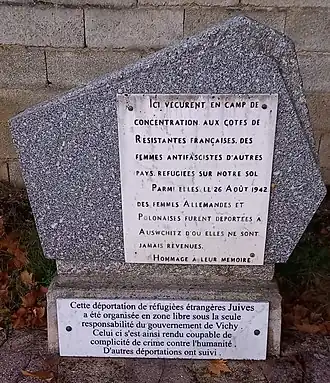 Ici vecurent en camp de
concentration aux cotes de
Resistantes françaises, des
femmes antifascistes d'autres
pays, refugiees sur notre sol
Parmi elles, le 26 Août 1942
des femmes Allemandes et
Polonaises furent deportees a
Auswchitz d'ou elles ne sont
jamais revenues.
Hommage a leur memoire
Cette déportation de réfugiées étrangères Juives
a été organisée en zone libre sous la seule
responsabilité du gouvernement de Vichy.
Celui ci s'est ainsi rendu coupable de
complicité de crime contre l'humanité.
D'autres déportations ont suivi.